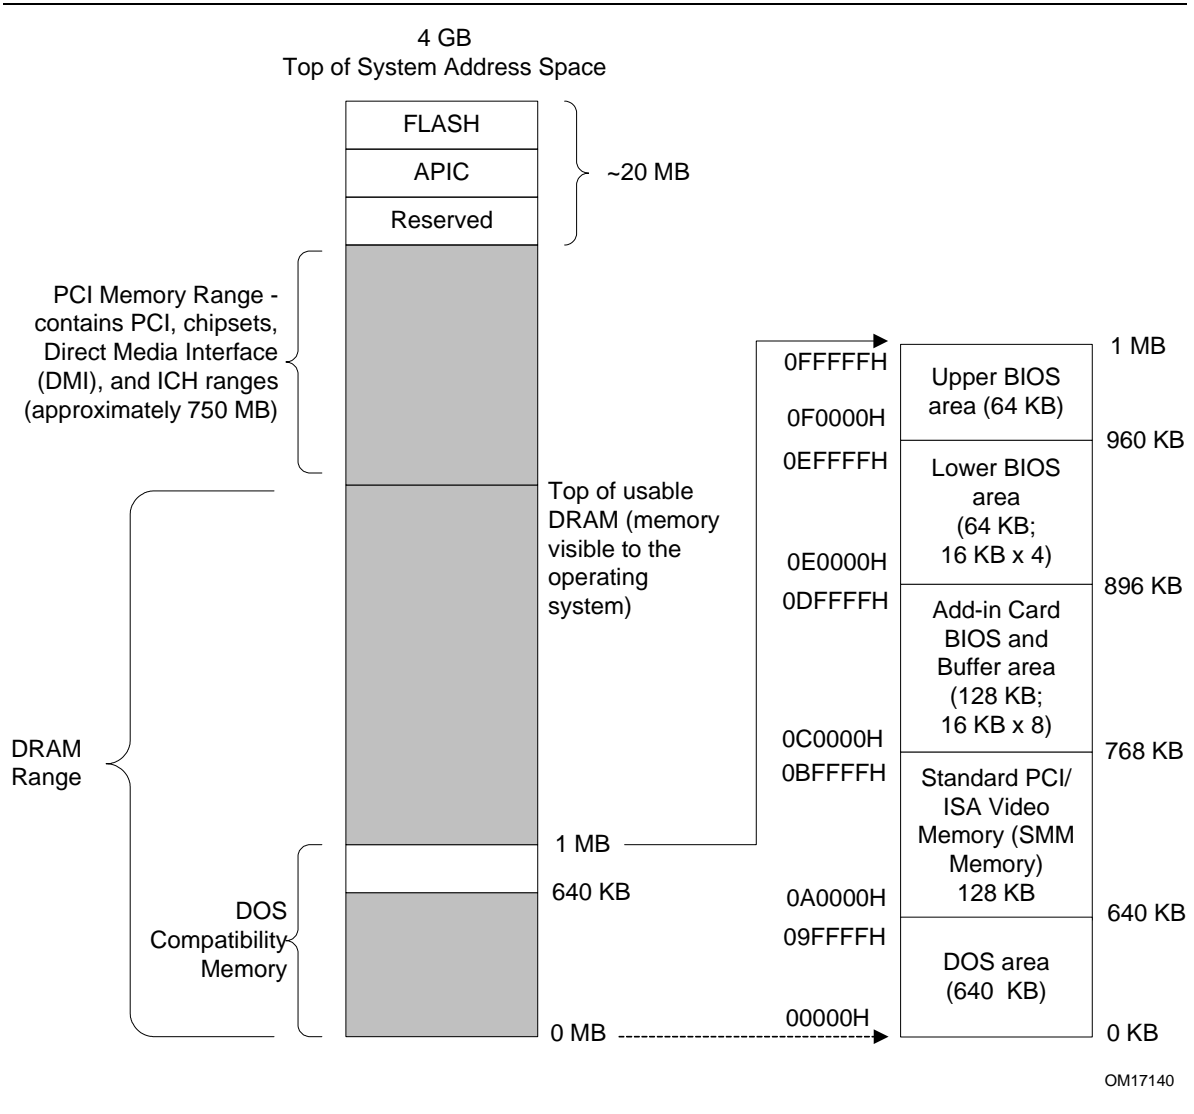 4 GB
Top of System Address Space
FLASH
APIC
~20 MB
Reserved
PCI Memory Range -
contains PCI, chipsets,
Direct Media Interface
(DMI), and ICH ranges
(approximately 750 MB)
Top of usable
DRAM (memory
visible to the
operating
system)
DRAM
Range
1 MB
640 KB
DOS
Compatibility
Memory
0 MB
0FFFFFH
1 MB
Upper BIOS
area (64 KB)
0F0000H
960 KB
0EFFFFH
Lower BIOS
area
(64 KB;
16 KB x 4)
0E0000H
896 KB
0DFFFFH
Add-in Card
BIOS and
Buffer area
(128 KB;
16 KB x 8)
0C0000H
768 KB
0BFFFFH
Standard PCI/
ISA Video
Memory (SMM
Memory)
128 KB
0A0000H
640 KB
09FFFFH
DOS area
(640  KB)
00000H
0 KB
OM17140